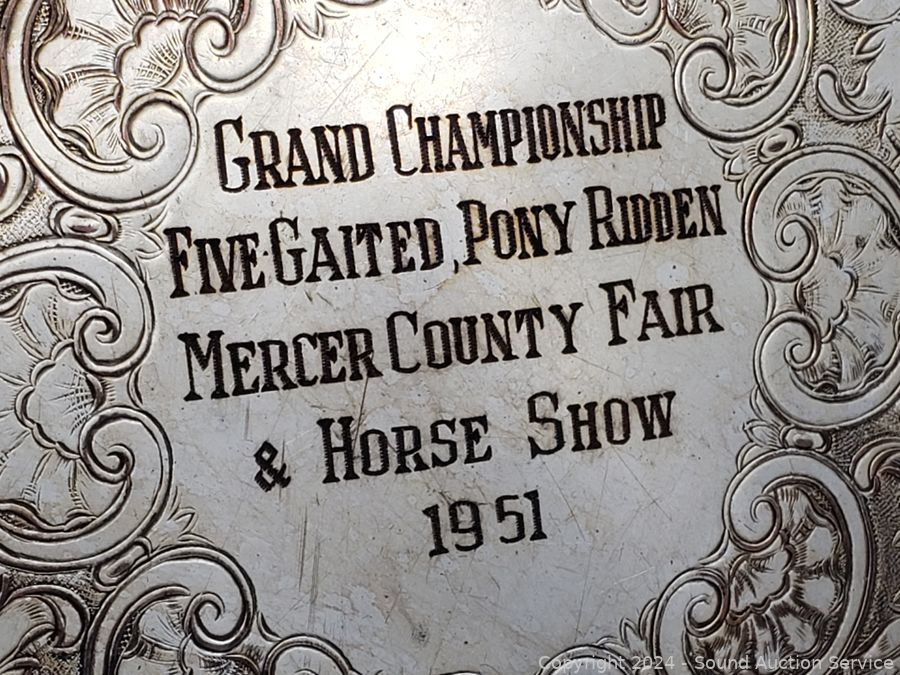 GRAND CHAMPIONSHIP
FIVE-GAITED, PONY RIDDEN
MERCER COUNTY FAIR
& HORSE SHOW
1951
Copyright 2024 - Sound Auction Service